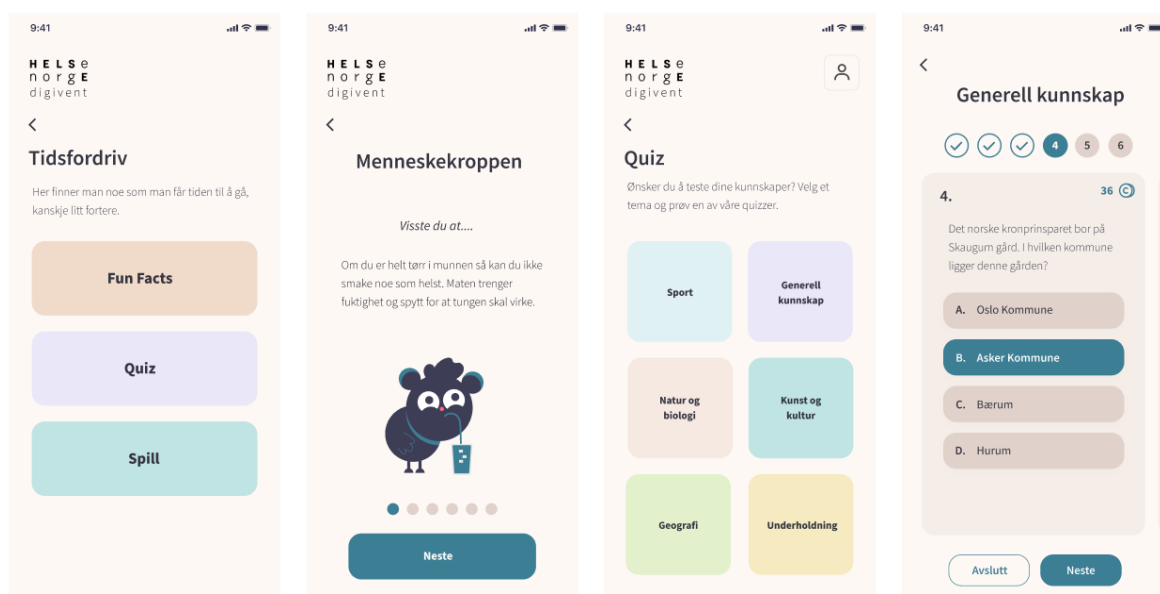 9:41
HELSe
norgE
digivent
Tidsfordriv
Her finner man noe som man får tiden til å gå,
kanskje litt fortere.
Fun Facts
Quiz
Spill
9:41
HELSe
norgE
digivent
Menneskekroppen
Visste du at....
Om du er helt tørr i munnen så kan du ikke
smake noe som helst. Maten trenger
fuktighet og spytt for at tungen skal virke.
Neste
9:41
HELSe
norgE
digivent
Quiz
Ønsker du å teste dine kunnskaper? Velg et
tema og prøv en av våre quizzer.
Sport
Generell
kunnskap
Natur og
biologi
Kunst og
kultur
Geografi
Underholdning
9:41
Generell kunnskap
4 5 6
4.
36 C
Det norske kronprinsparet bor på
Skaugum gård. I hvilken kommune
ligger denne gården?
A. Oslo Kommune
B. Asker Kommune
C. Bærum
D. Hurum
Avslutt
Neste